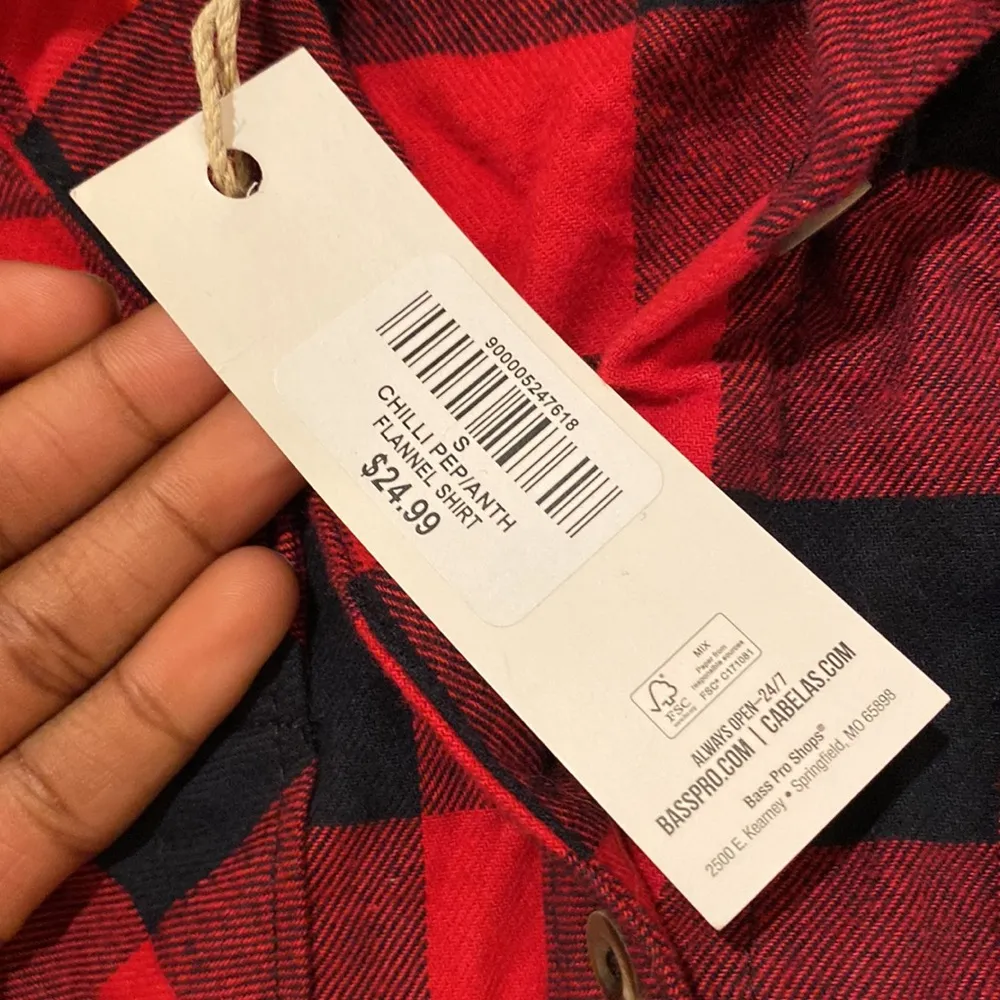 900005247618
S
CHILLI PEP/ANTH
FLANNEL SHIRT
$24.99
FSC
MIX
Paper from
responsible sources
FSC® C171081
ALWAYS OPEN–24/7
BASSPRO.COM | CABELAS.COM
Bass Pro Shops®
2500 E. Kearney • Springfield, MO 65898